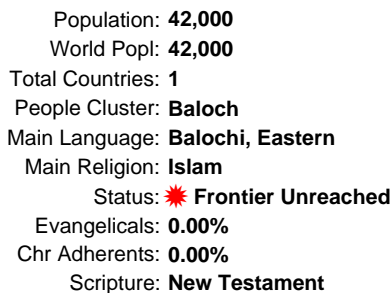 Population: 42,000
World Popl: 42,000
Total Countries: 1
People Cluster: Baloch
Main Language: Balochi, Eastern
Main Religion: Islam
Status: Frontier Unreached
Evangelicals: 0.00%
Chr Adherents: 0.00%
Scripture: New Testament